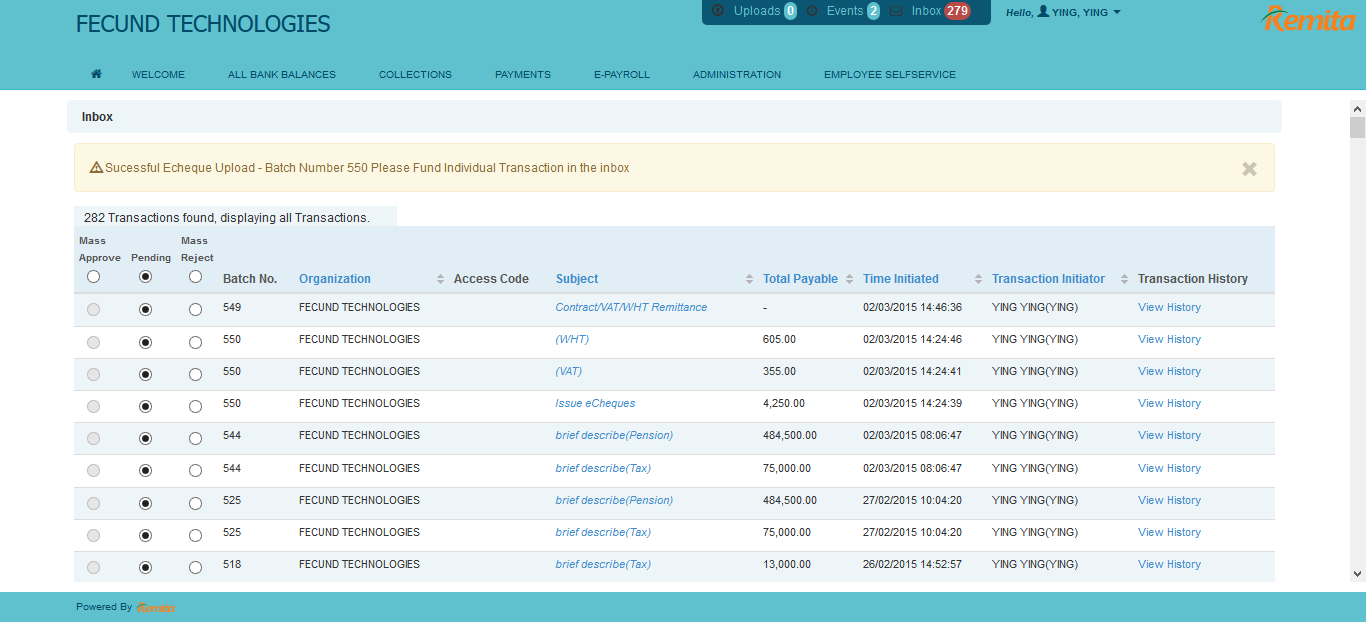 FECUND TECHNOLOGIES
Uploads 0 Events 2 Inbox 279
Hello, YING, YING
Remita
WELCOME ALL BANK BALANCES COLLECTIONS PAYMENTS E-PAYROLL ADMINISTRATION EMPLOYEE SELFSERVICE
Inbox
Sucessful Echeque Upload - Batch Number 550 Please Fund Individual Transaction in the inbox
282 Transactions found, displaying all Transactions.
Mass Approve Pending Mass Reject Batch No. Organization Access Code Subject Total Payable Time Initiated Transaction Initiator Transaction History
549 FECUND TECHNOLOGIES Contract/VAT/WHT Remittance - 02/03/2015 14:46:36 YING YING(YING) View History
550 FECUND TECHNOLOGIES (WHT) 605.00 02/03/2015 14:24:46 YING YING(YING) View History
550 FECUND TECHNOLOGIES (VAT) 355.00 02/03/2015 14:24:41 YING YING(YING) View History
550 FECUND TECHNOLOGIES Issue eCheques 4,250.00 02/03/2015 14:24:39 YING YING(YING) View History
544 FECUND TECHNOLOGIES brief describe(Pension) 484,500.00 02/03/2015 08:06:47 YING YING(YING) View History
544 FECUND TECHNOLOGIES brief describe(Tax) 75,000.00 02/03/2015 08:06:47 YING YING(YING) View History
525 FECUND TECHNOLOGIES brief describe(Pension) 484,500.00 27/02/2015 10:04:20 YING YING(YING) View History
525 FECUND TECHNOLOGIES brief describe(Tax) 75,000.00 27/02/2015 10:04:20 YING YING(YING) View History
518 FECUND TECHNOLOGIES brief describe(Tax) 13,000.00 26/02/2015 14:52:57 YING YING(YING) View History
Powered By Remita